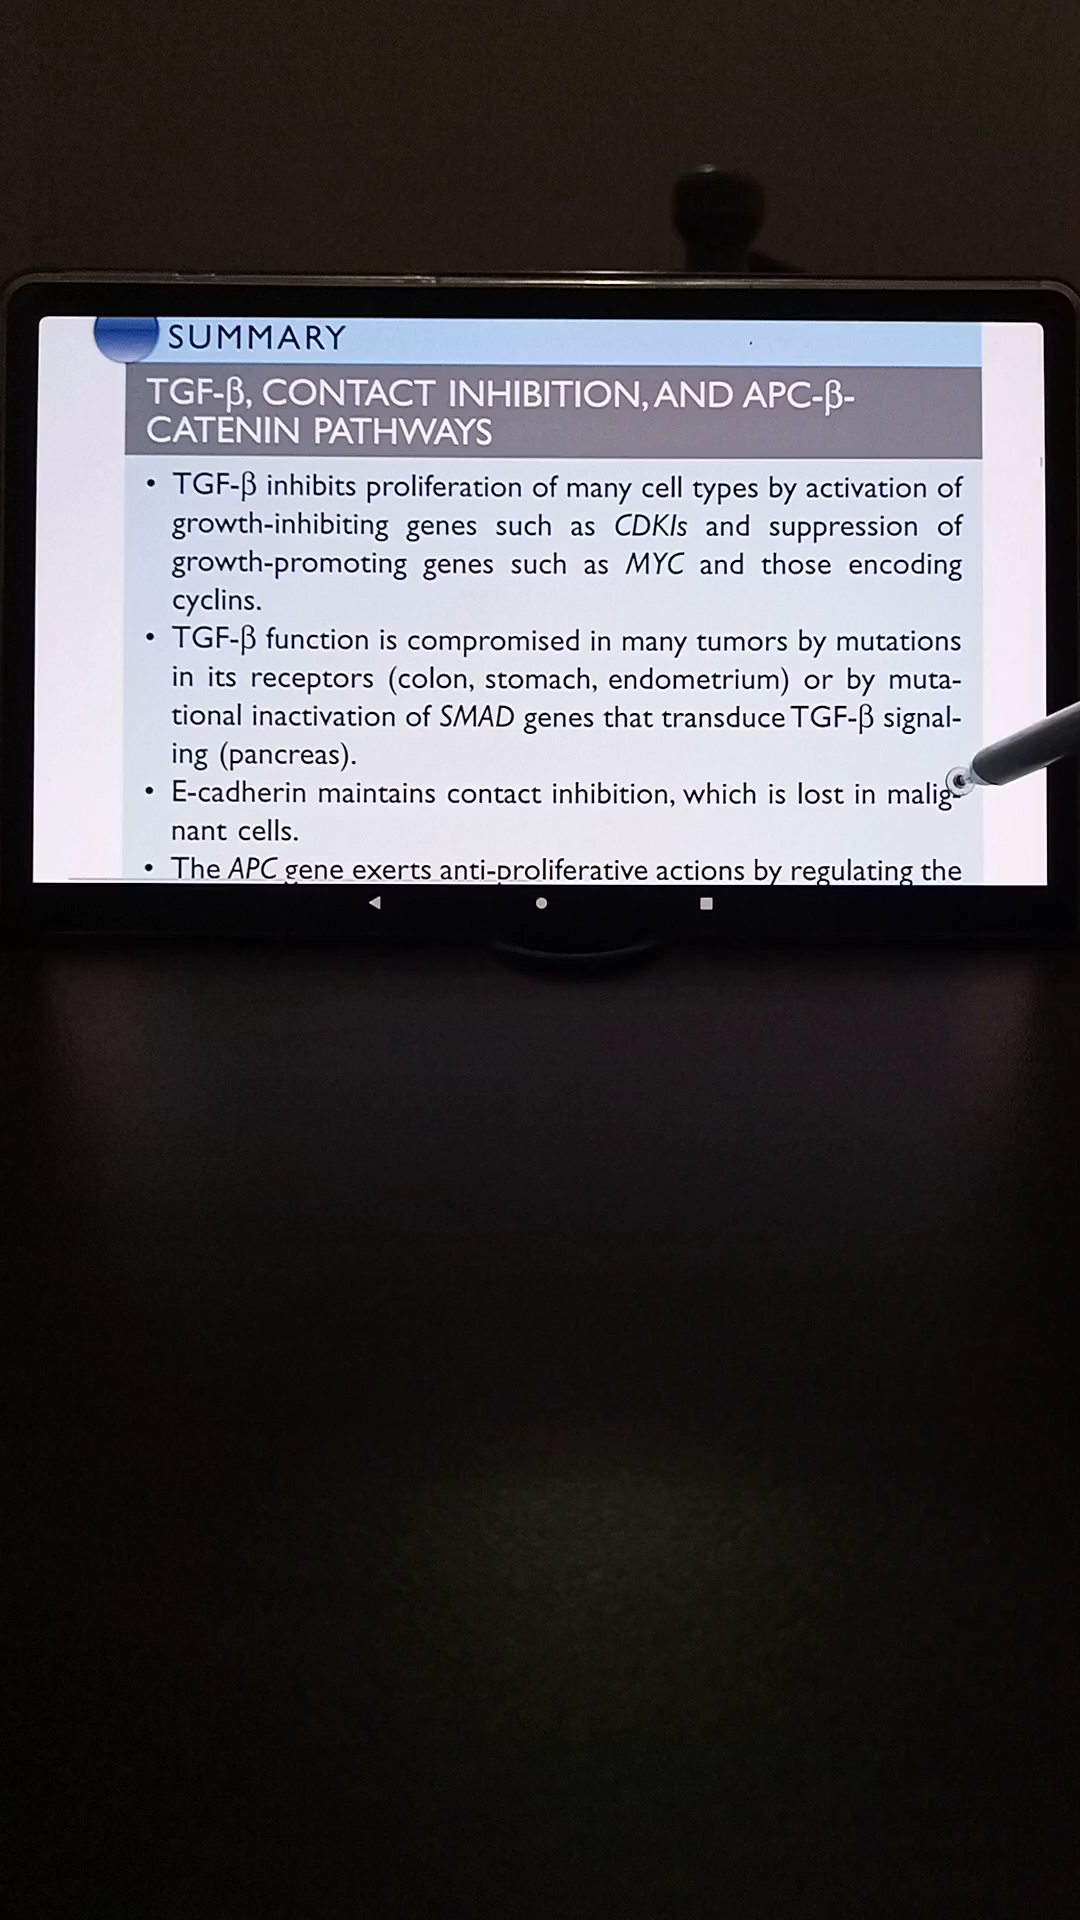 SUMMARY
TGF-β, CONTACT INHIBITION, AND APC-β-
CATENIN PATHWAYS
• TGF-β inhibits proliferation of many cell types by activation of
growth-inhibiting genes such as CDKIs and suppression of
growth-promoting genes such as MYC and those encoding
cyclins.
• TGF-β function is compromised in many tumors by mutations
in its receptors (colon, stomach, endometrium) or by muta-
tional inactivation of SMAD genes that transduce TGF-β signal-
ing (pancreas).
• E-cadherin maintains contact inhibition, which is lost in malig-
nant cells.
• The APC gene exerts anti-proliferative actions by regulating the